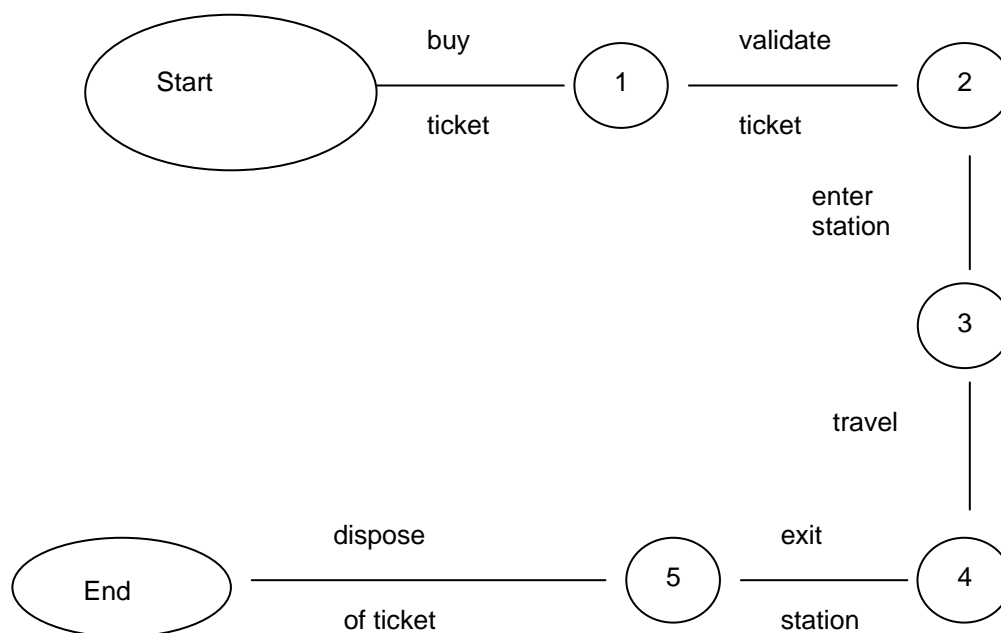 buy
validate
Start
1
2
ticket
ticket
enter
station
3
travel
dispose
exit
End
5
4
of ticket
station